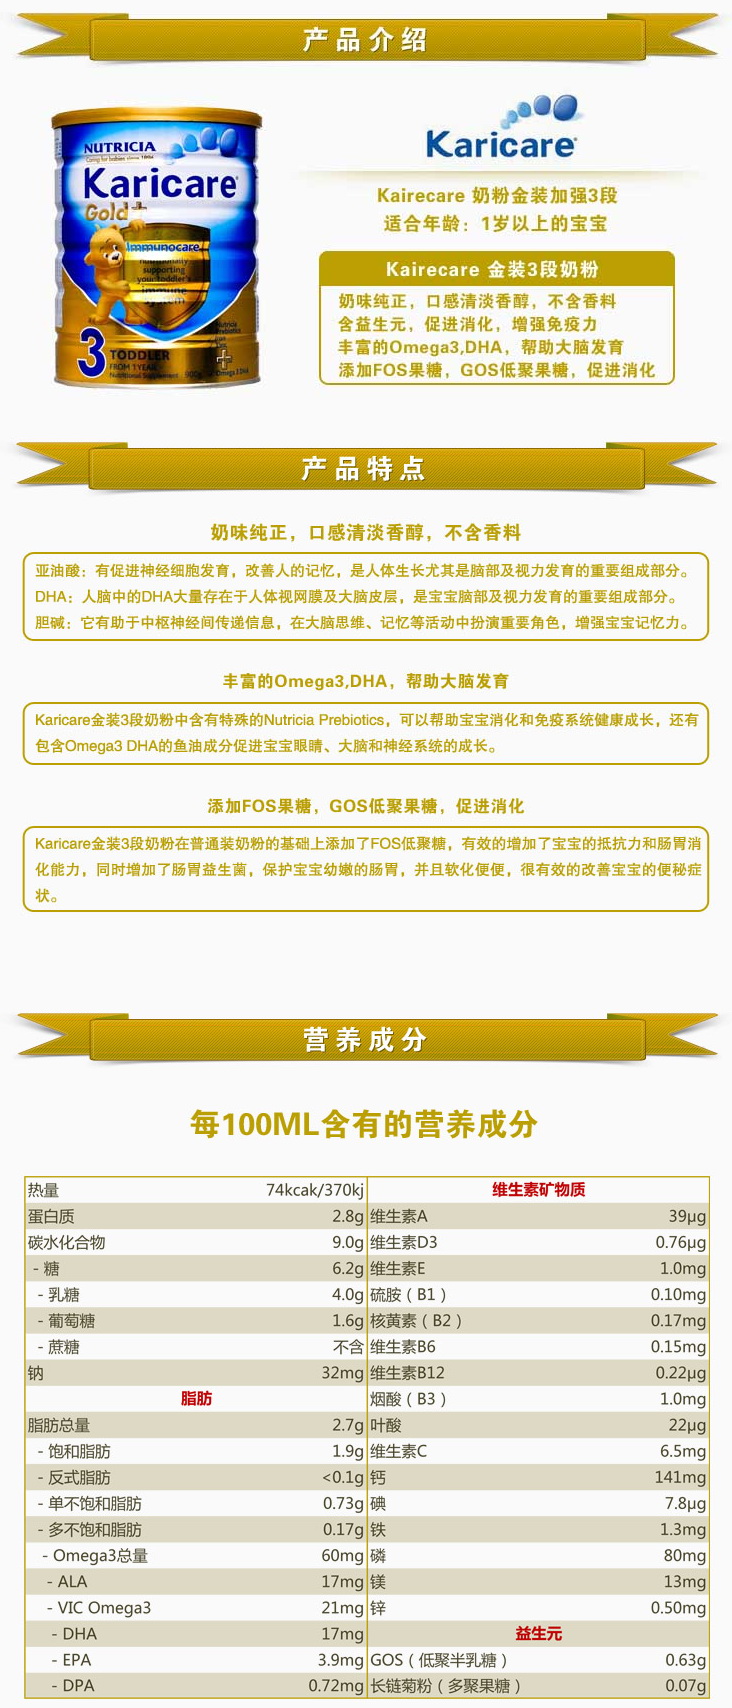 产品介绍
NUTRICIA
Caring for babies since 1896
Karicare
Gold+
Immunocare
nutritionally
supporting
your toddler's
immune
system
3
TODDLER
FROM 1 YEAR
Nutritional Supplement 900g
Nutricia
Prebiotics
Iron
Zinc
+
Omega 3 DHA
Karicare
Kairecare 奶粉金装加强3段
适合年龄：1岁以上的宝宝
Kairecare 金装3段奶粉
奶味纯正，口感清淡香醇，不含香料
含益生元，促进消化，增强免疫力
丰富的Omega3,DHA，帮助大脑发育
添加FOS果糖，GOS低聚果糖，促进消化
产品特点
奶味纯正，口感清淡香醇，不含香料
亚油酸：有促进神经细胞发育，改善人的记忆，是人体生长尤其是脑部及视力发育的重要组成部分。
DHA：人脑中的DHA大量存在于人体视网膜及大脑皮层，是宝宝脑部及视力发育的重要组成部分。
胆碱：它有助于中枢神经间传递信息，在大脑思维、记忆等活动中扮演重要角色，增强宝宝记忆力。
丰富的Omega3,DHA，帮助大脑发育
Karicare金装3段奶粉中含有特殊的Nutricia Prebiotics，可以帮助宝宝消化和免疫系统健康成长，还有
包含Omega3 DHA的鱼油成分促进宝宝眼睛、大脑和神经系统的成长。
添加FOS果糖，GOS低聚果糖，促进消化
Karicare金装3段奶粉在普通装奶粉的基础上添加了FOS低聚糖，有效的增加了宝宝的抵抗力和肠胃消
化能力，同时增加了肠胃益生菌，保护宝宝幼嫩的肠胃，并且软化便便，很有效的改善宝宝的便秘症
状。
营养成分
每100ML含有的营养成分
热量 74kcak/370kj
蛋白质 2.8g
碳水化合物 9.0g
- 糖 6.2g
- 乳糖 4.0g
- 葡萄糖 1.6g
- 蔗糖 不含
钠 32mg
脂肪
脂肪总量 2.7g
- 饱和脂肪 1.9g
- 反式脂肪 <0.1g
- 单不饱和脂肪 0.73g
- 多不饱和脂肪 0.17g
- Omega3总量 60mg
- ALA 17mg
- VIC Omega3 21mg
- DHA 17mg
- EPA 3.9mg
- DPA 0.72mg
维生素矿物质
维生素A 39μg
维生素D3 0.76μg
维生素E 1.0mg
硫胺（B1） 0.10mg
核黄素（B2） 0.17mg
维生素B6 0.15mg
维生素B12 0.22μg
烟酸（B3） 1.0mg
叶酸 22μg
维生素C 6.5mg
钙 141mg
碘 7.8μg
铁 1.3mg
磷 80mg
镁 13mg
锌 0.50mg
益生元
GOS（低聚半乳糖） 0.63g
长链菊粉（多聚果糖） 0.07g